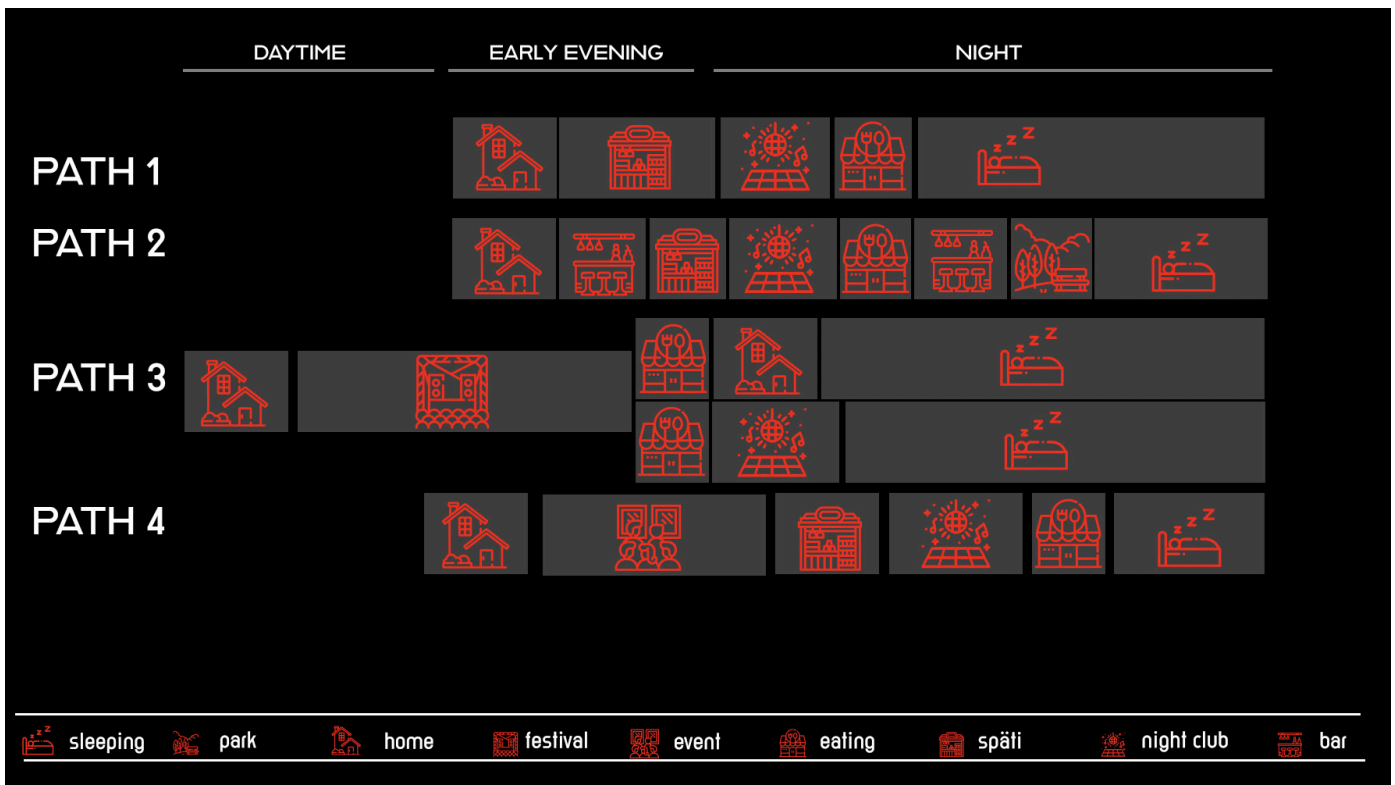 DAYTIME EARLY EVENING NIGHT
PATH 1
PATH 2
PATH 3
PATH 4
sleeping park home festival event eating späti night club bar